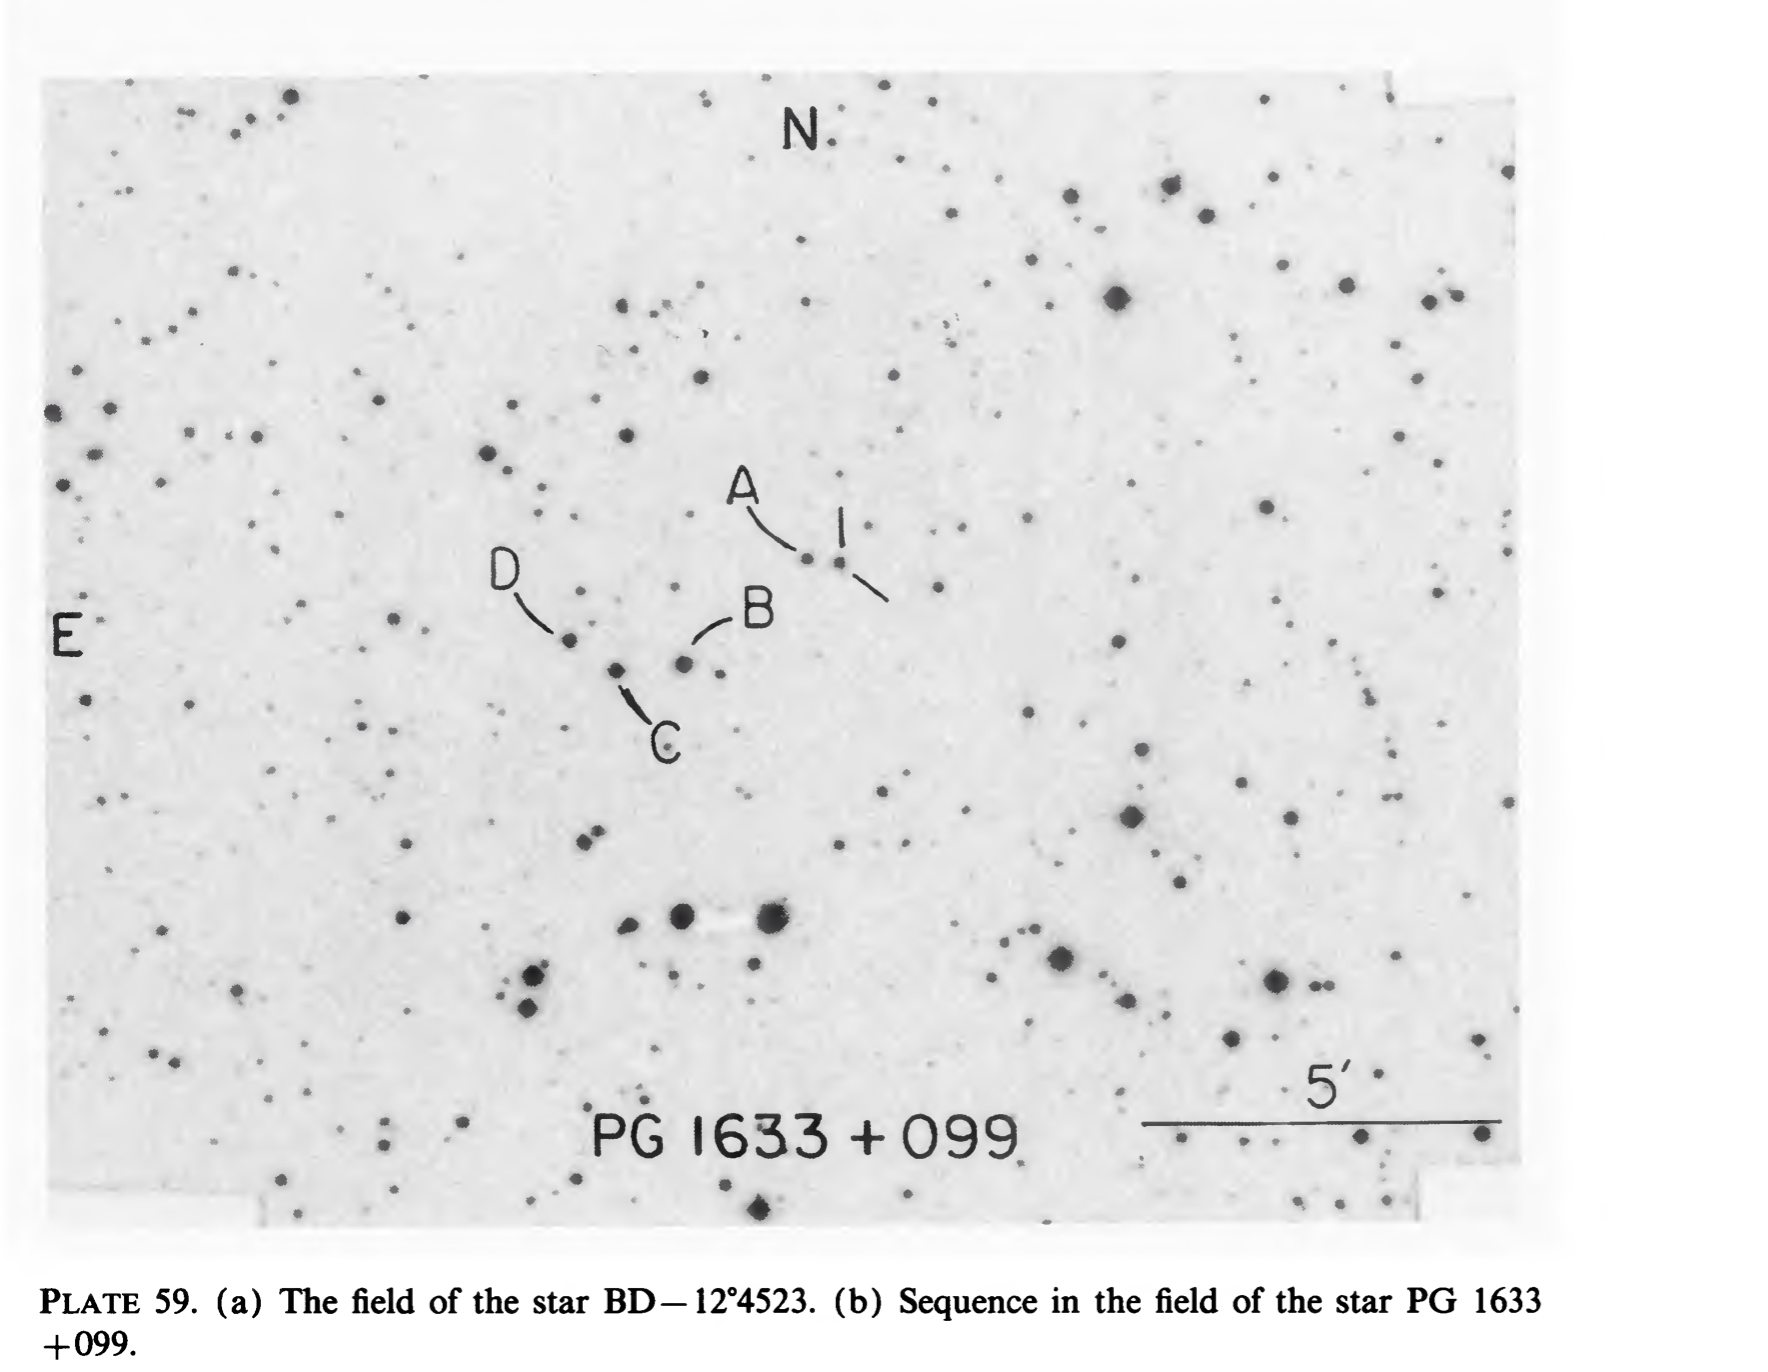 N
A
D
B
E
C
5′
PG 1633 + 099
PLATE 59. (a) The field of the star BD−12°4523. (b) Sequence in the field of the star PG 1633
+099.